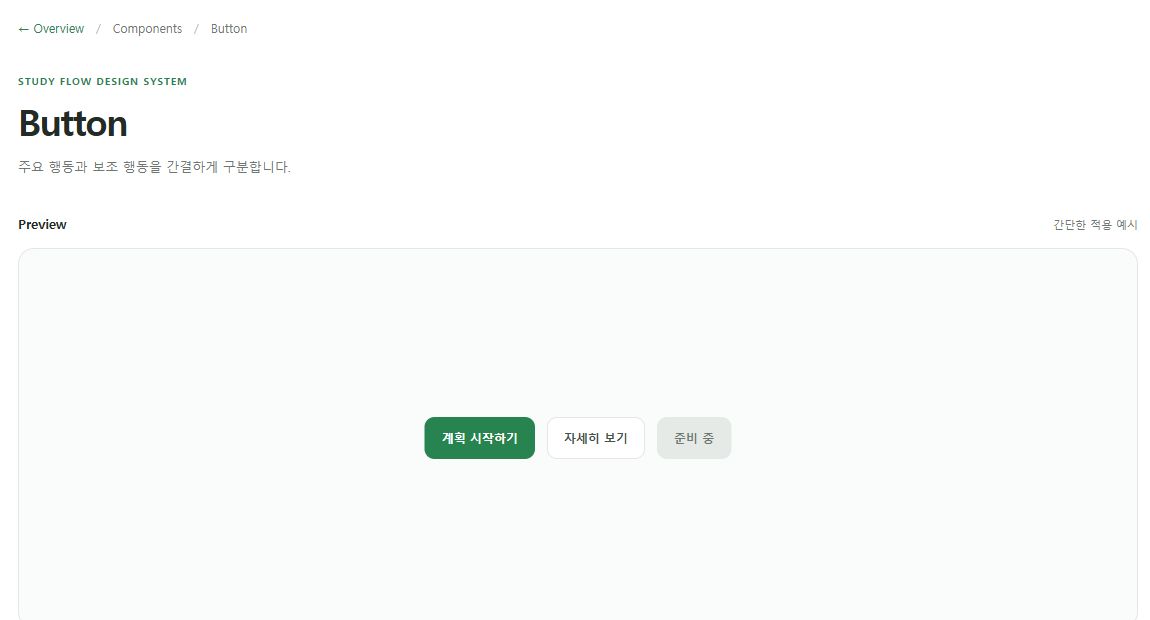 ← Overview / Components / Button
STUDY FLOW DESIGN SYSTEM
Button
주요 행동과 보조 행동을 간결하게 구분합니다.
Preview 간단한 적용 예시
계획 시작하기 자세히 보기 준비 중